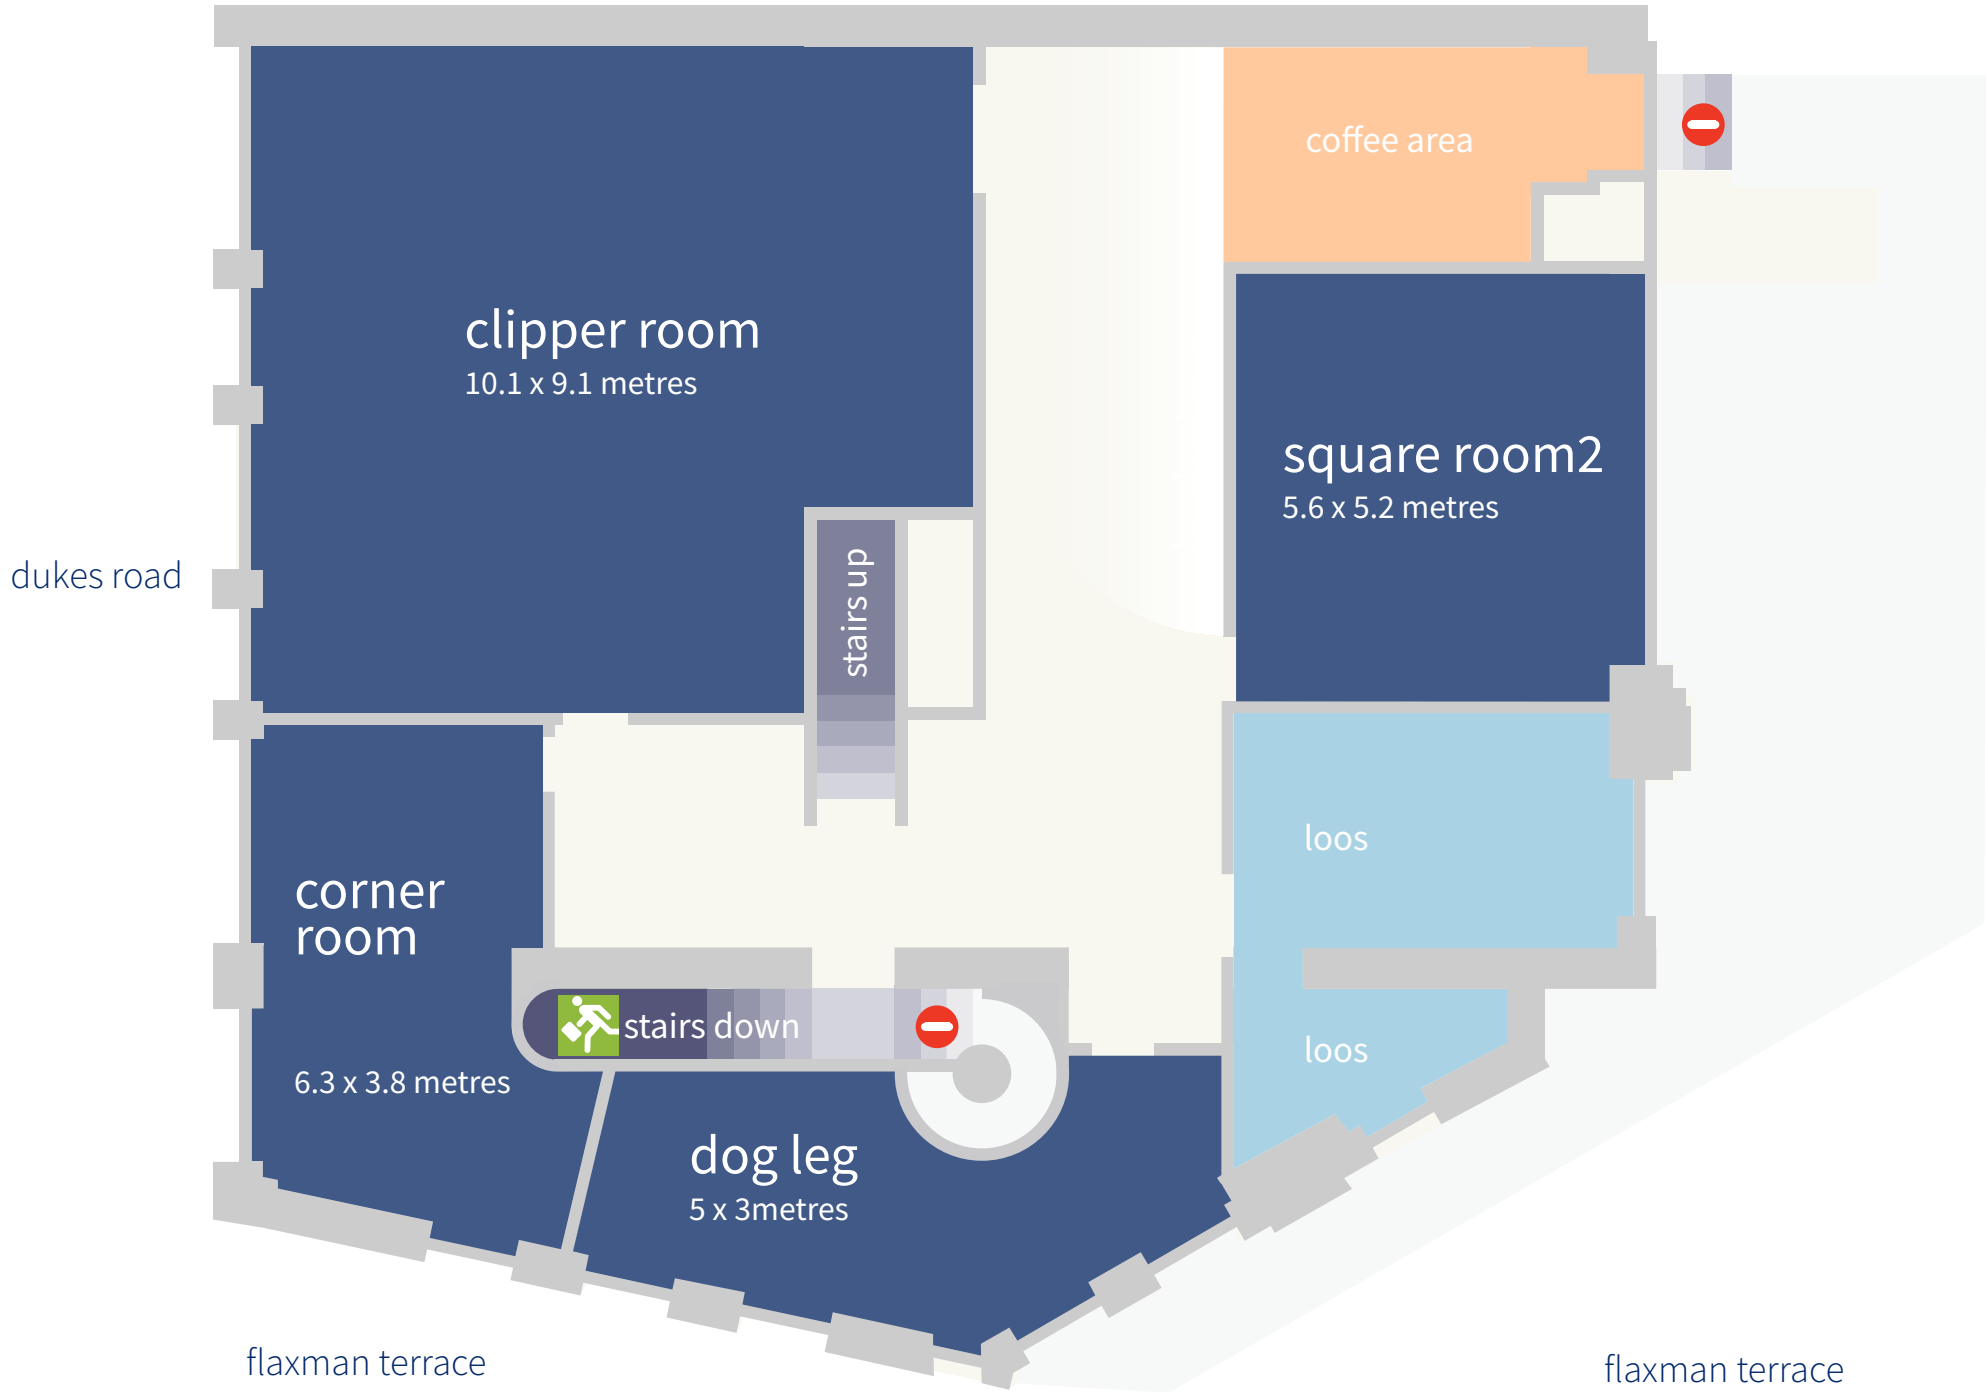 coffee area
clipper room
10.1 x 9.1 metres
square room2
5.6 x 5.2 metres
dukes road
stairs up
loos
corner
room
6.3 x 3.8 metres
stairs down
loos
dog leg
5 x 3metres
flaxman terrace
flaxman terrace